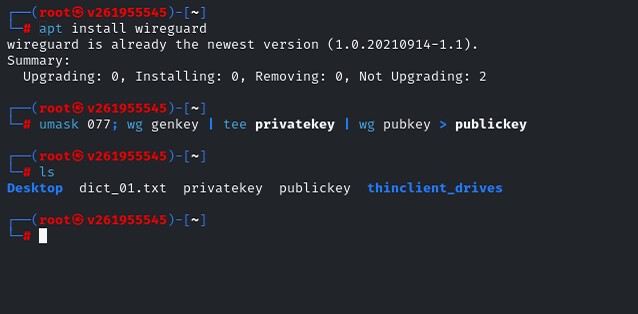 ┌──(root㉿v261955545)-[~]
└─# apt install wireguard
wireguard is already the newest version (1.0.20210914-1.1).
Summary:
  Upgrading: 0, Installing: 0, Removing: 0, Not Upgrading: 2
┌──(root㉿v261955545)-[~]
└─# umask 077; wg genkey | tee privatekey | wg pubkey > publickey
┌──(root㉿v261955545)-[~]
└─# ls
Desktop  dict_01.txt  privatekey  publickey  thinclient_drives
┌──(root㉿v261955545)-[~]
└─#